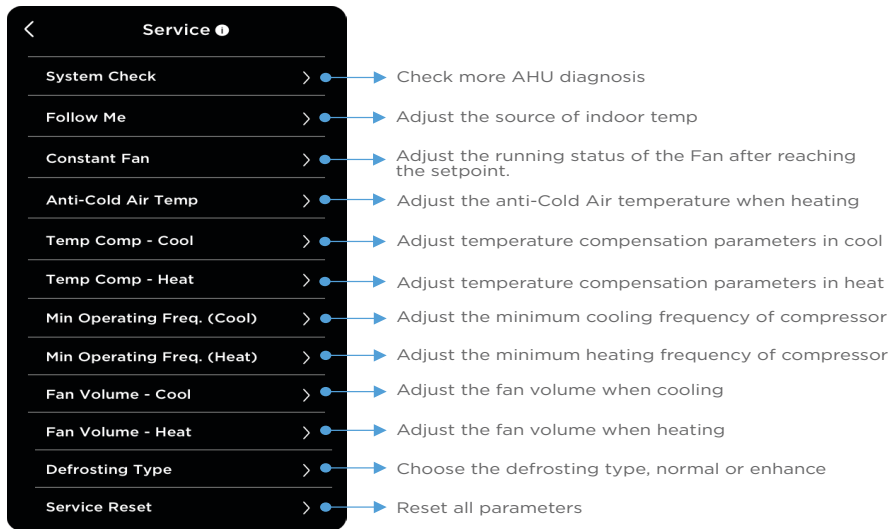 Service
System Check
Check more AHU diagnosis
Follow Me
Adjust the source of indoor temp
Constant Fan
Adjust the running status of the Fan after reaching
the setpoint.
Anti-Cold Air Temp
Adjust the anti-Cold Air temperature when heating
Temp Comp - Cool
Adjust temperature compensation parameters in cool
Temp Comp - Heat
Adjust temperature compensation parameters in heat
Min Operating Freq. (Cool)
Adjust the minimum cooling frequency of compressor
Min Operating Freq. (Heat)
Adjust the minimum heating frequency of compressor
Fan Volume - Cool
Adjust the fan volume when cooling
Fan Volume - Heat
Adjust the fan volume when heating
Defrosting Type
Choose the defrosting type, normal or enhance
Service Reset
Reset all parameters